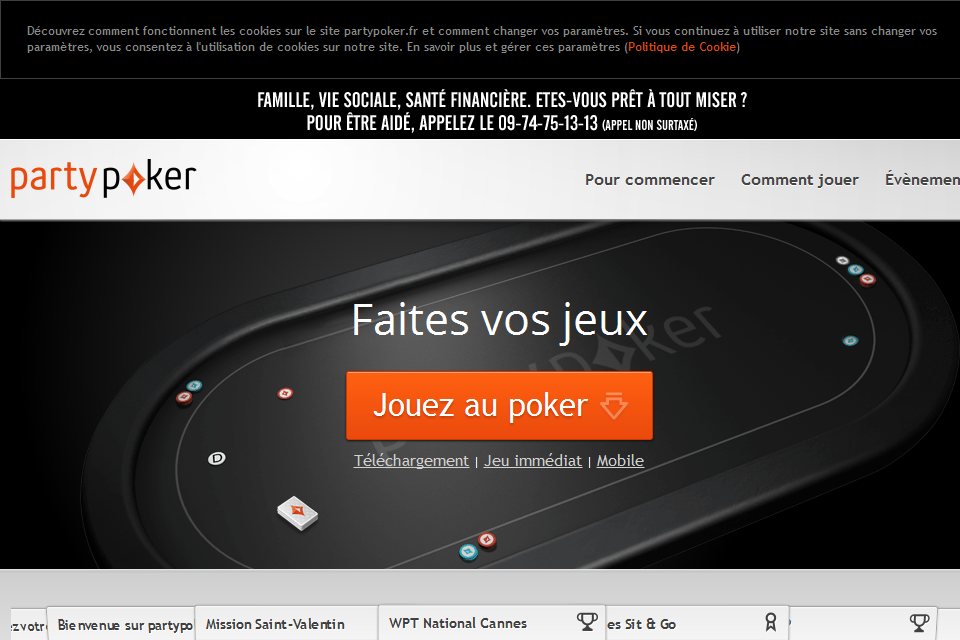 Découvrez comment fonctionnent les cookies sur le site partypoker.fr et comment changer vos paramètres. Si vous continuez à utiliser notre site sans changer vos
paramètres, vous consentez à l'utilisation de cookies sur notre site. En savoir plus et gérer ces paramètres (Politique de Cookie)
FAMILLE, VIE SOCIALE, SANTÉ FINANCIÈRE. ETES-VOUS PRÊT À TOUT MISER ?
POUR ÊTRE AIDÉ, APPELEZ LE 09-74-75-13-13 (APPEL NON SURTAXÉ)
partypoker
Pour commencer Comment jouer Évènemen
Faites vos jeux
Jouez au poker
Téléchargement | Jeu immédiat | Mobile
D
ez votre Bienvenue sur partypo Mission Saint-Valentin WPT National Cannes es Sit & Go